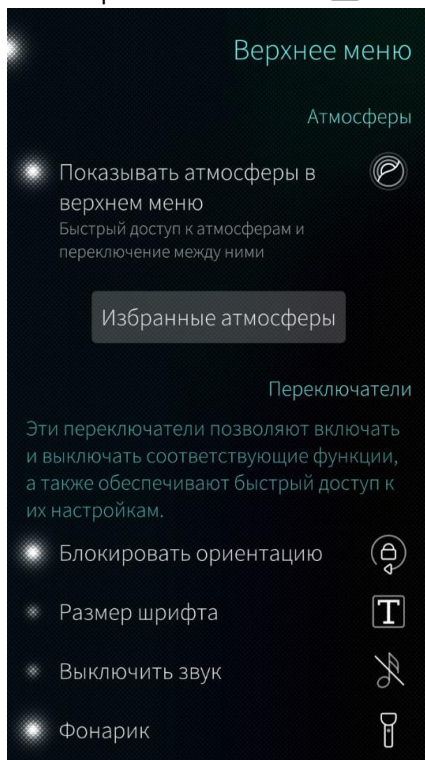 Верхнее меню
Атмосферы
Показывать атмосферы в
верхнем меню
Быстрый доступ к атмосферам и
переключение между ними
Избранные атмосферы
Переключатели
Эти переключатели позволяют включать
и выключать соответствующие функции,
а также обеспечивают быстрый доступ к
их настройкам.
Блокировать ориентацию
Размер шрифта
T
Выключить звук
Фонарик